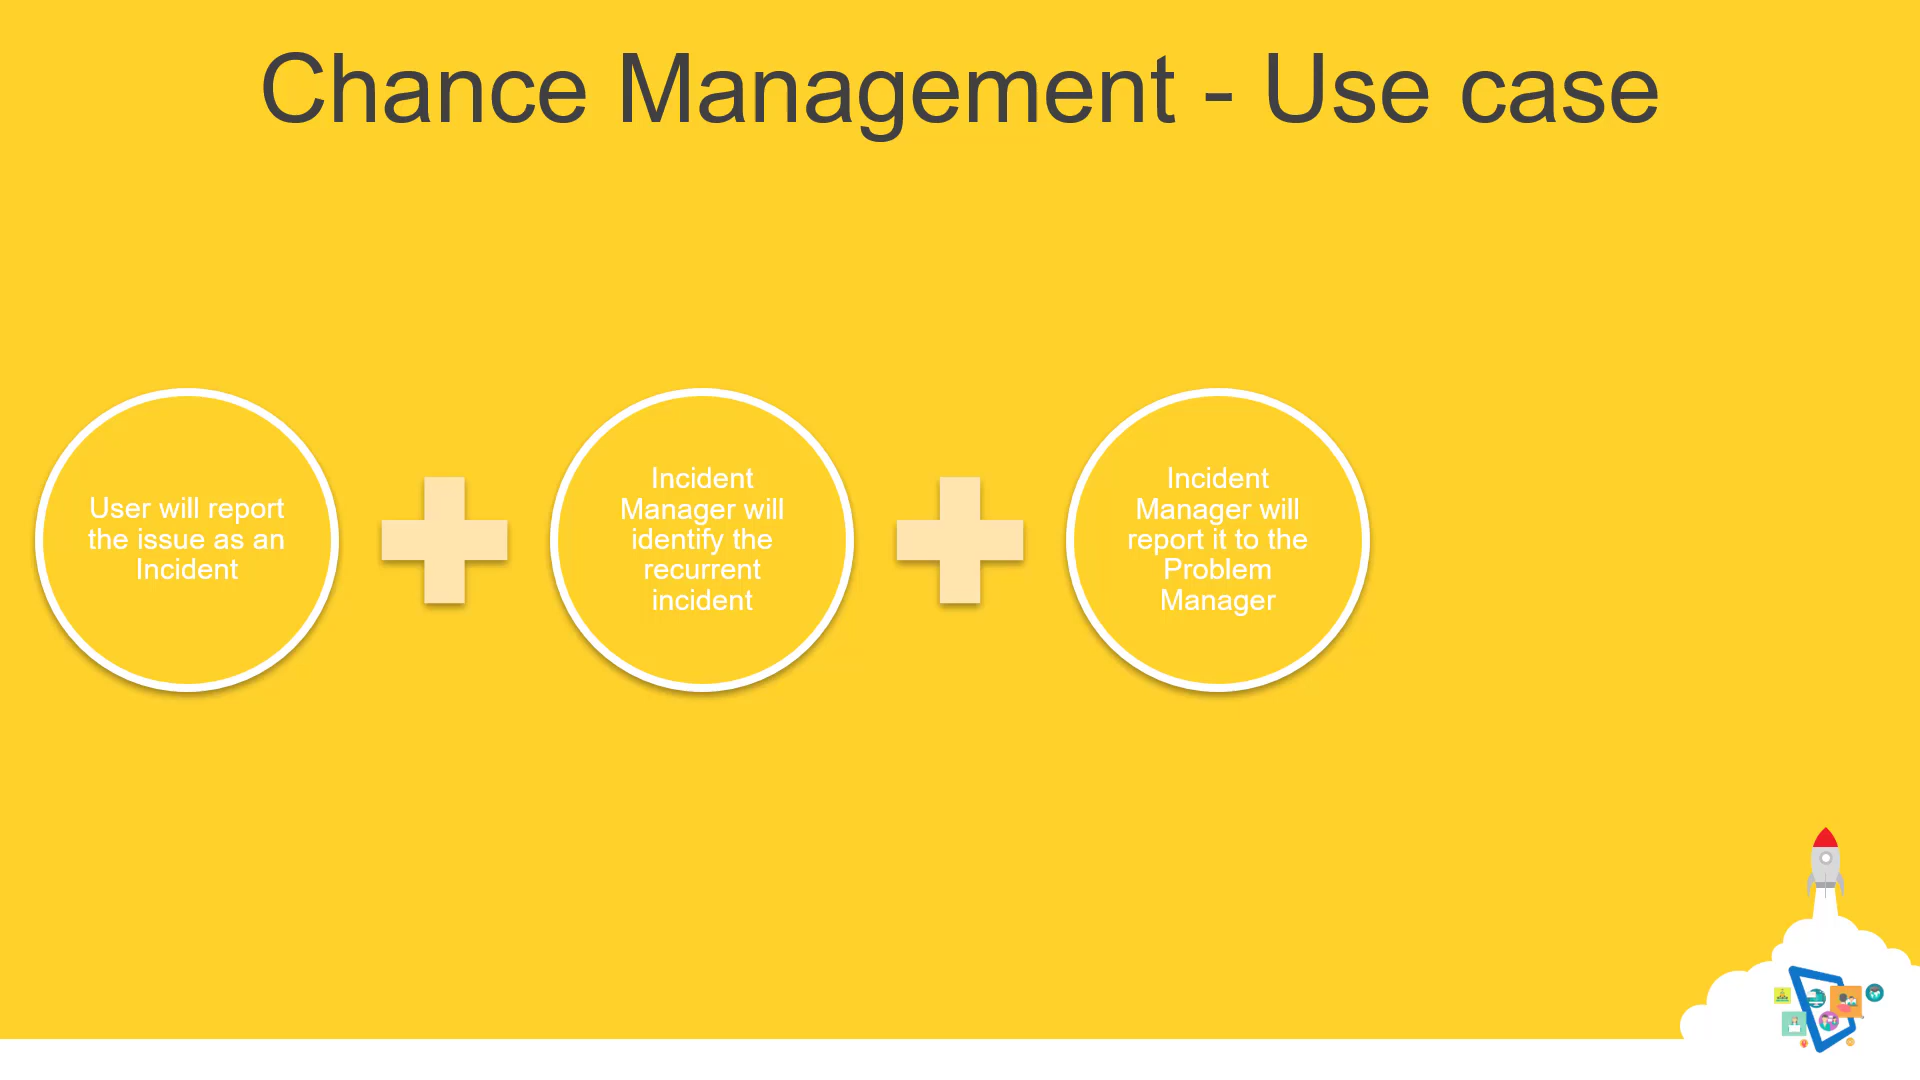 Chance Management - Use case
User will report
the issue as an
Incident
Incident
Manager will
identify the
recurrent
incident
Incident
Manager will
report it to the
Problem
Manager